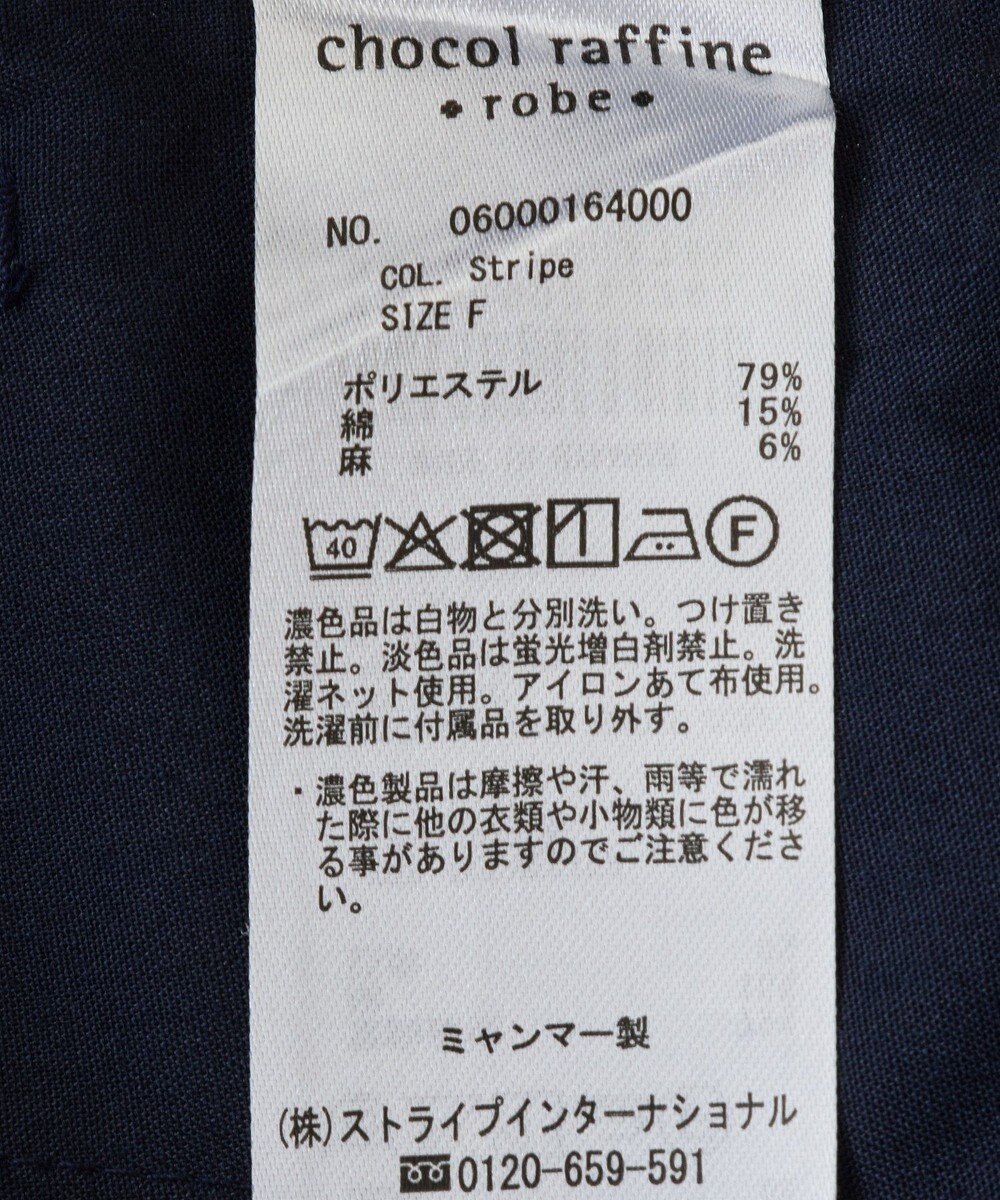 chocol raffine
robe
NO. 06000164000
COL. Stripe
SIZE F
ポリエステル 79%
綿 15%
麻 6%
40 F
濃色品は白物と分別洗い。つけ置き
禁止。淡色品は蛍光増白剤禁止。洗
濯ネット使用。アイロンあて布使用。
洗濯前に付属品を取り外す。
・濃色製品は摩擦や汗、雨等で濡れ
た際に他の衣類や小物類に色が移
る事がありますのでご注意くださ
い。
ミャンマー製
(株)ストライプインターナショナル
0120-659-591